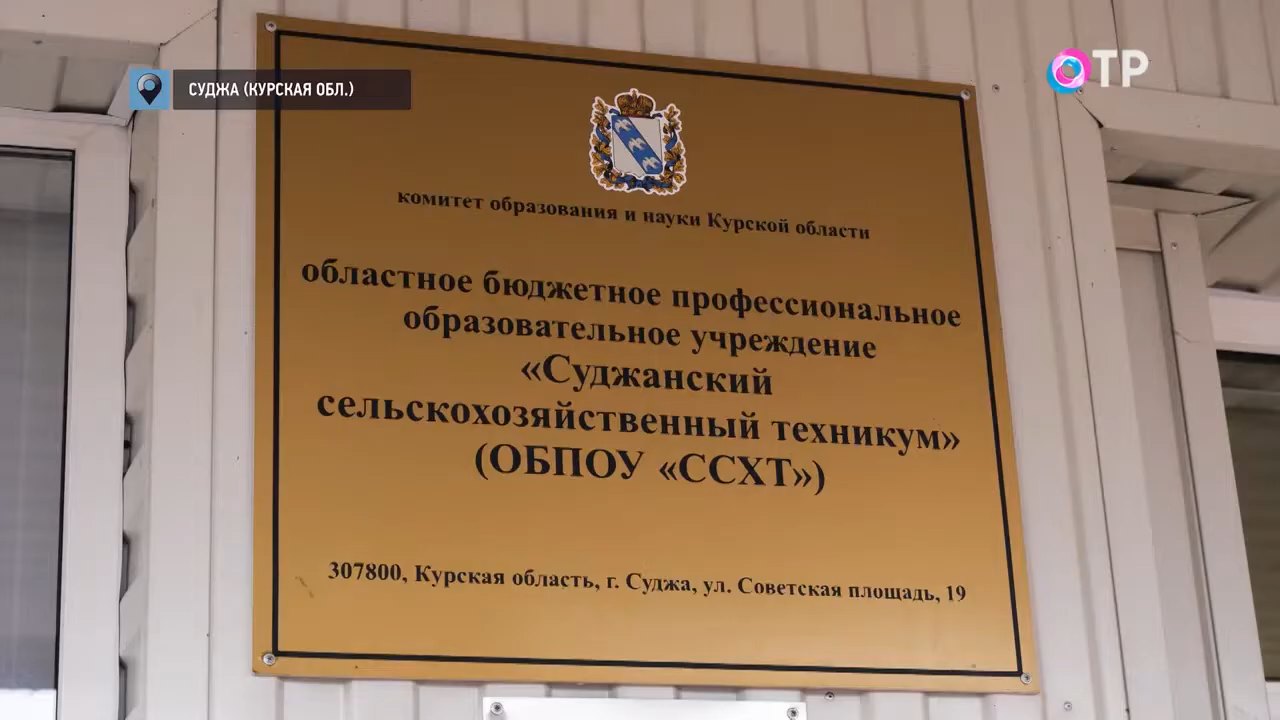 СУДЖА (КУРСКАЯ ОБЛ.)
ОТР
комитет образования и науки Курской области
областное бюджетное профессиональное
образовательное учреждение
«Суджанский
сельскохозяйственный техникум»
(ОБПОУ «ССХТ»)
307800, Курская область, г. Суджа, ул. Советская площадь, 19